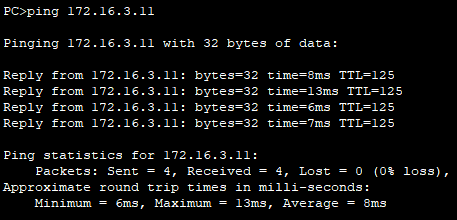 PC>ping 172.16.3.11
Pinging 172.16.3.11 with 32 bytes of data:
Reply from 172.16.3.11: bytes=32 time=8ms TTL=125
Reply from 172.16.3.11: bytes=32 time=13ms TTL=125
Reply from 172.16.3.11: bytes=32 time=6ms TTL=125
Reply from 172.16.3.11: bytes=32 time=7ms TTL=125
Ping statistics for 172.16.3.11:
Packets: Sent = 4, Received = 4, Lost = 0 (0% loss),
Approximate round trip times in milli-seconds:
Minimum = 6ms, Maximum = 13ms, Average = 8ms